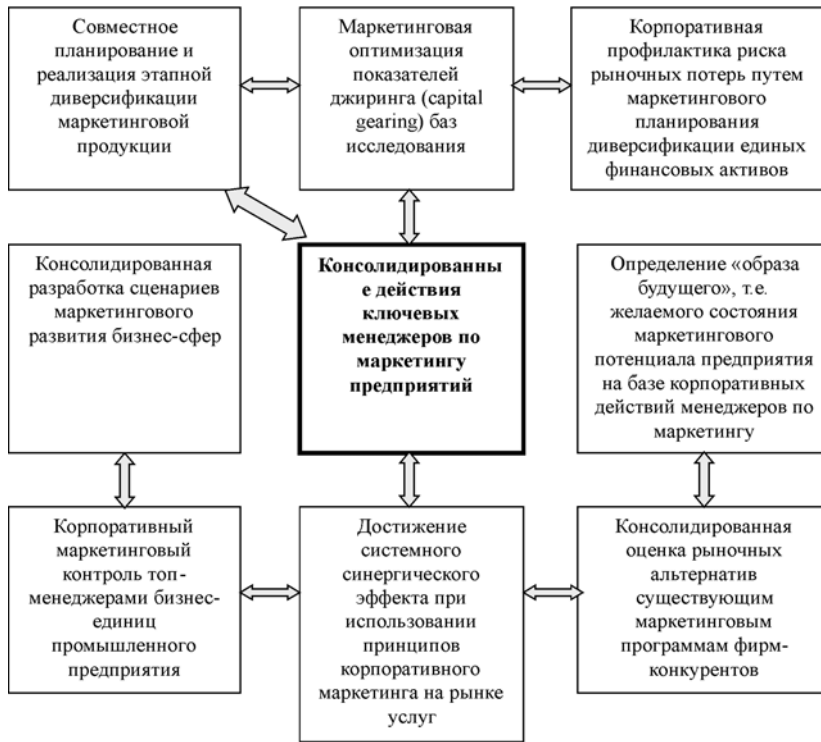 Совместное
планирование и
реализация этапной
диверсификации
маркетинговой
продукции
Маркетинговая
оптимизация
показателей
джиринга (capital
gearing) баз
исследования
Корпоративная
профилактика риска
рыночных потерь путем
маркетингового
планирования
диверсификации единых
финансовых активов
Консолидированная
разработка сценариев
маркетингового
развития бизнес-сфер
Консолидированны
е действия
ключевых
менеджеров по
маркетингу
предприятий
Определение «образа
будущего», т.е.
желаемого состояния
маркетингового
потенциала предприятия
на базе корпоративных
действий менеджеров по
маркетингу
Корпоративный
маркетинговый
контроль топ-
менеджерами бизнес-
единиц
промышленного
предприятия
Достижение
системного
синергического
эффекта при
использовании
принципов
корпоративного
маркетинга на рынке
услуг
Консолидированная
оценка рыночных
альтернатив
существующим
маркетинговым
программам фирм-
конкурентов